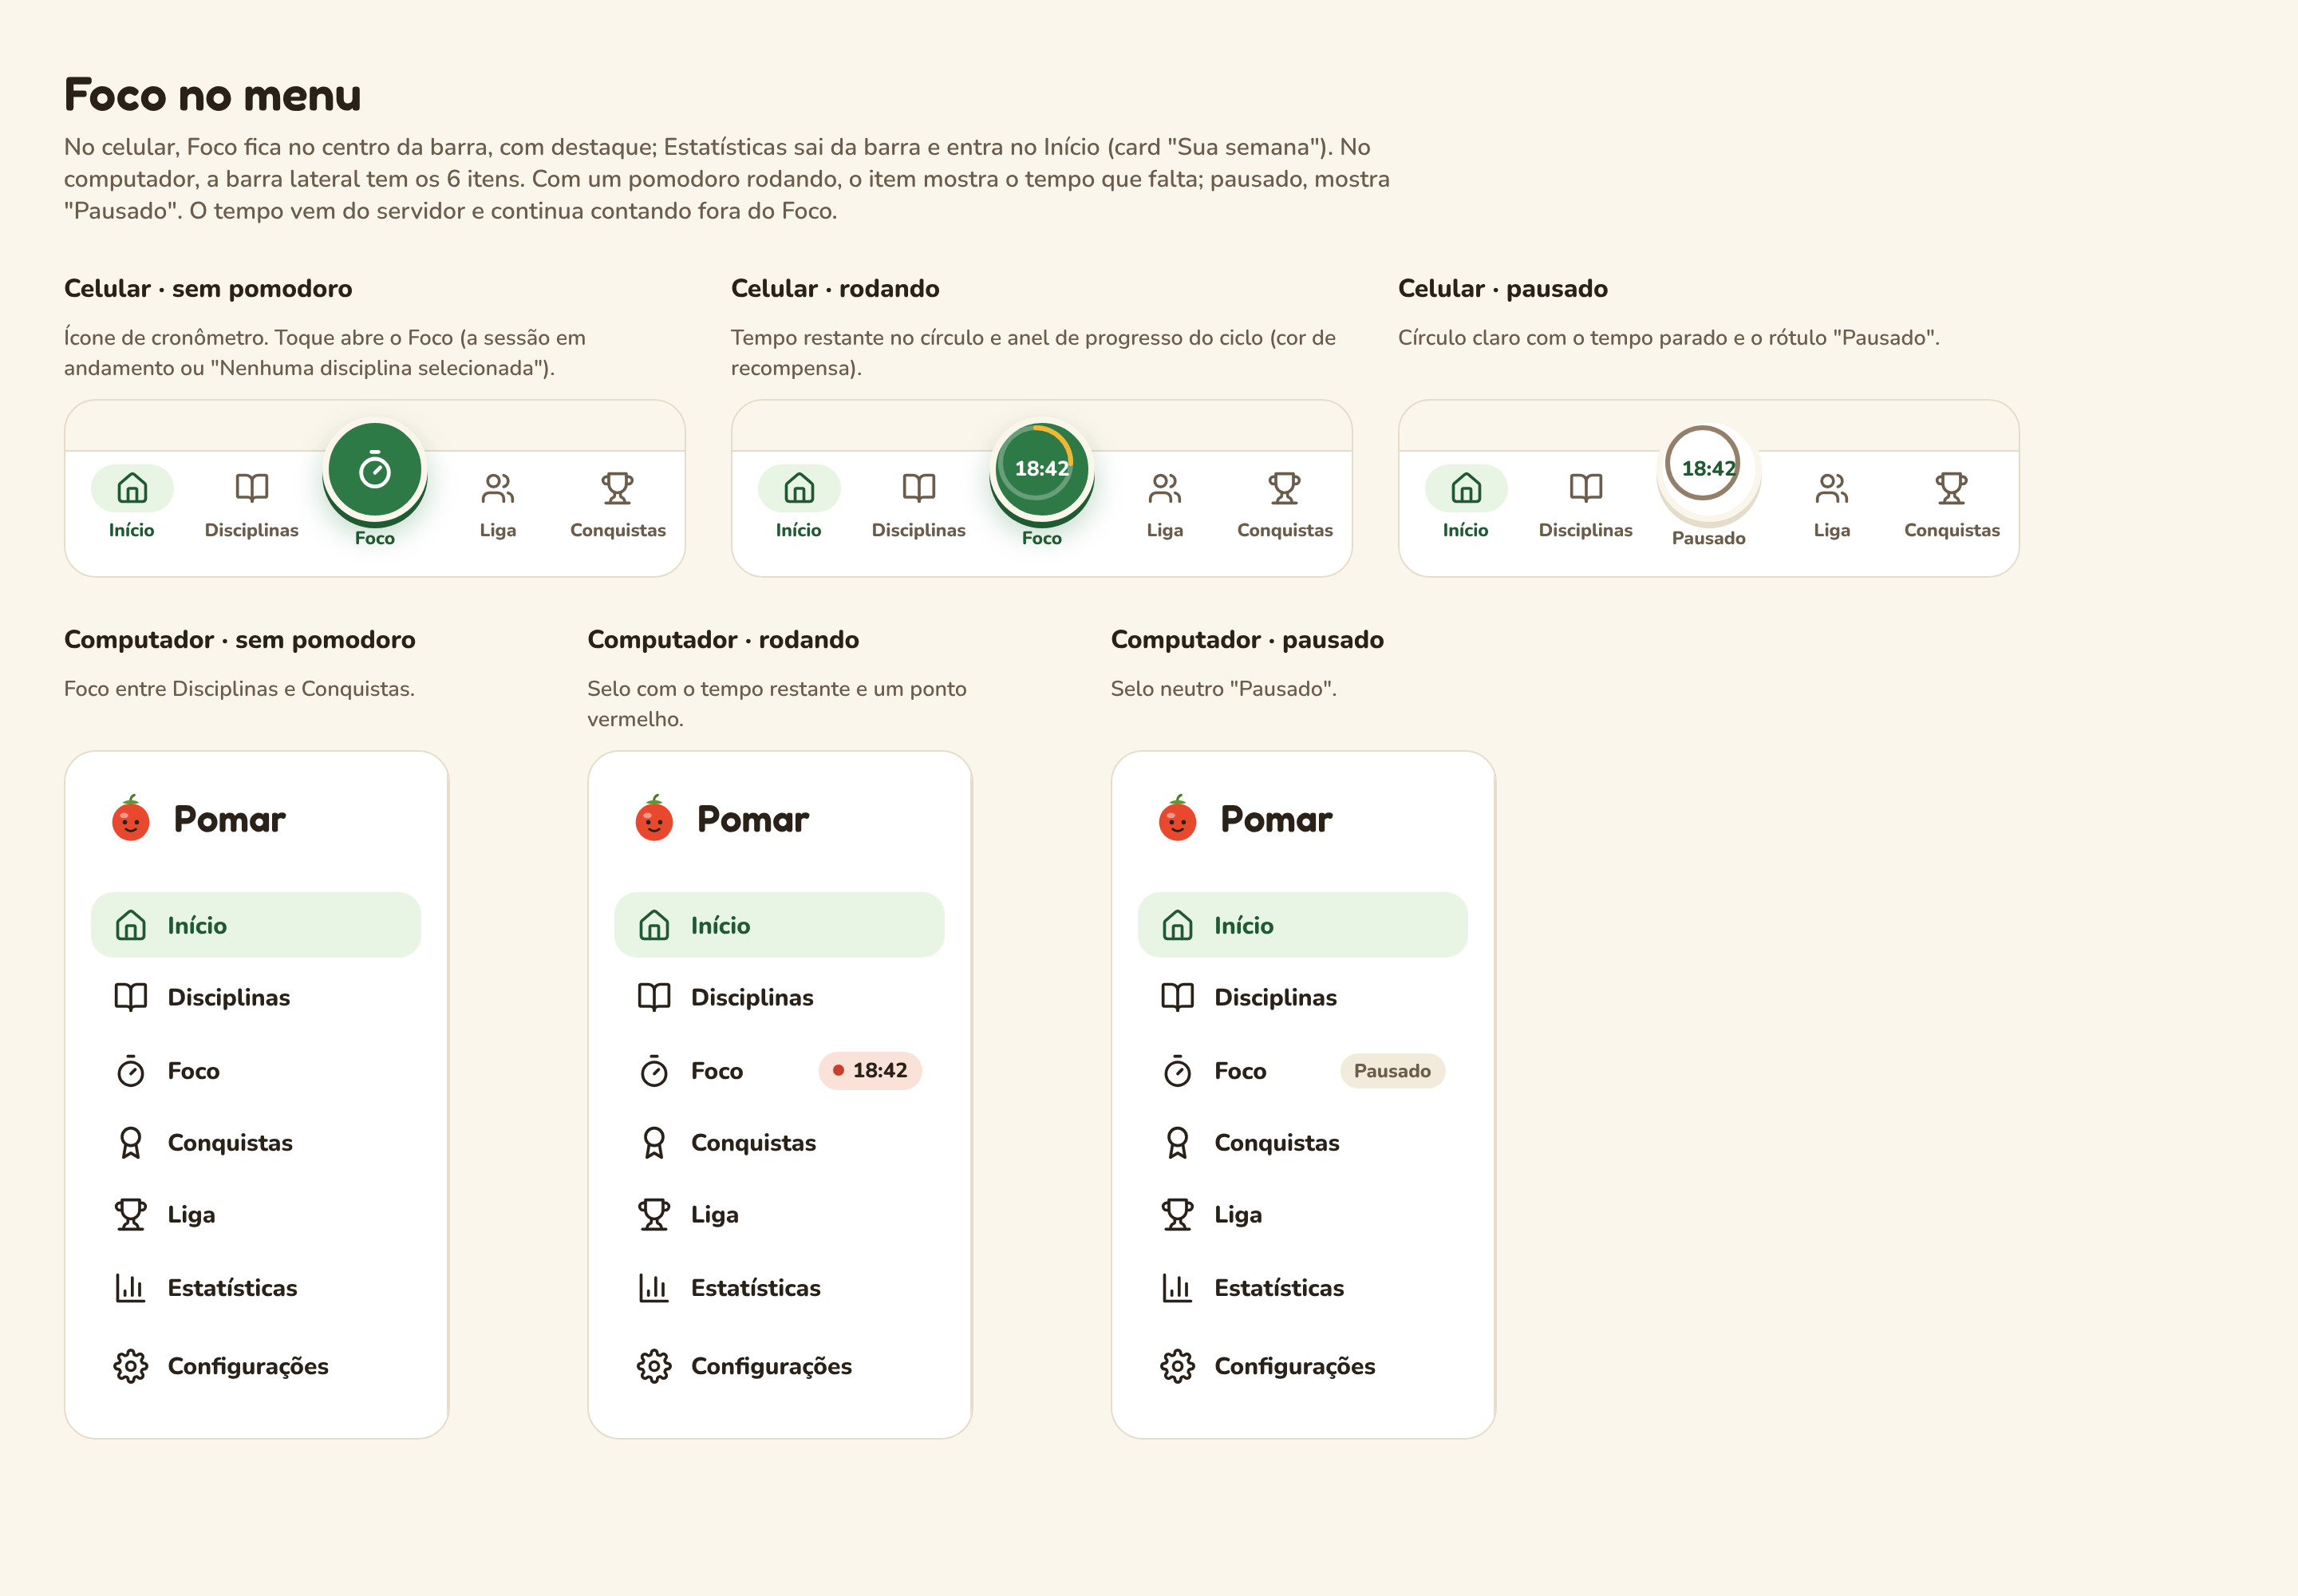 Foco no menu
No celular, Foco fica no centro da barra, com destaque; Estatísticas sai da barra e entra no Início (card "Sua semana"). No
computador, a barra lateral tem os 6 itens. Com um pomodoro rodando, o item mostra o tempo que falta; pausado, mostra
"Pausado". O tempo vem do servidor e continua contando fora do Foco.
Celular · sem pomodoro
Ícone de cronômetro. Toque abre o Foco (a sessão em
andamento ou "Nenhuma disciplina selecionada").
Início
Disciplinas
Foco
Liga
Conquistas
Celular · rodando
Tempo restante no círculo e anel de progresso do ciclo (cor de
recompensa).
18:42
Início
Disciplinas
Foco
Liga
Conquistas
Celular · pausado
Círculo claro com o tempo parado e o rótulo "Pausado".
18:42
Início
Disciplinas
Pausado
Liga
Conquistas
Computador · sem pomodoro
Foco entre Disciplinas e Conquistas.
Pomar
Início
Disciplinas
Foco
Conquistas
Liga
Estatísticas
Configurações
Computador · rodando
Selo com o tempo restante e um ponto
vermelho.
Pomar
Início
Disciplinas
Foco 18:42
Conquistas
Liga
Estatísticas
Configurações
Computador · pausado
Selo neutro "Pausado".
Pomar
Início
Disciplinas
Foco Pausado
Conquistas
Liga
Estatísticas
Configurações